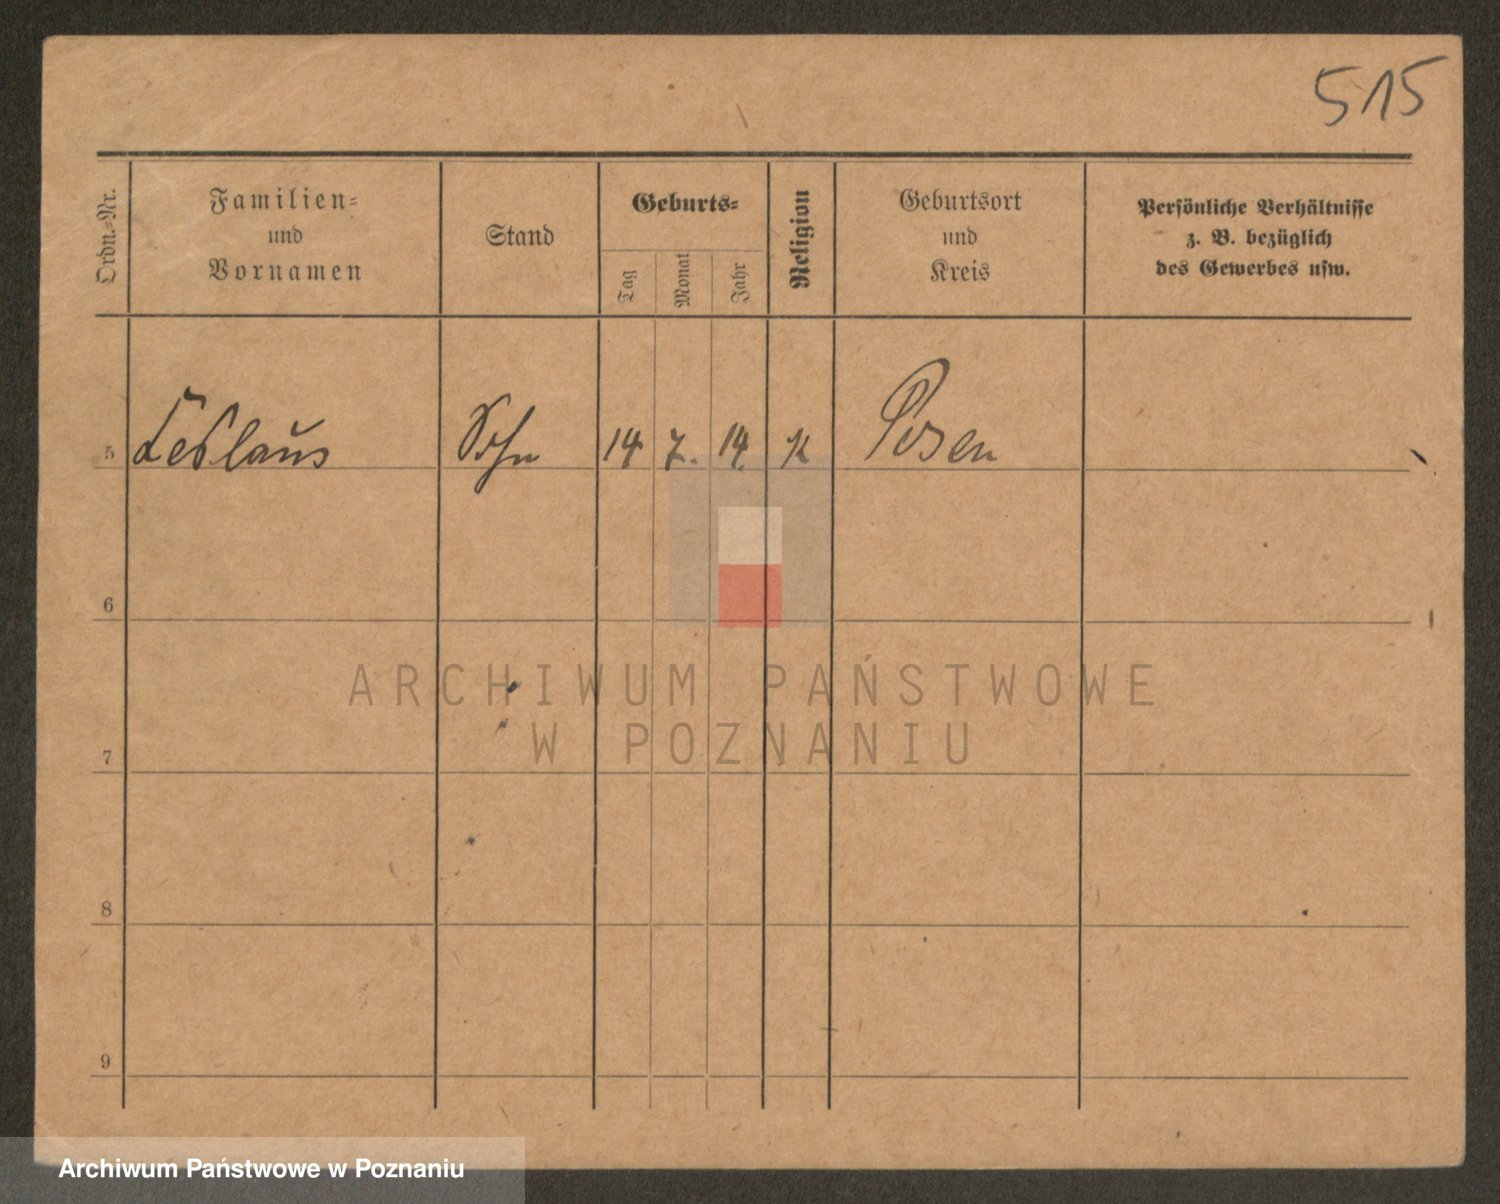 515
Ordn.-Nr.
Familien-
und
Vornamen
Stand
Geburts-
Tag
Monat
Jahr
Religion
Geburtsort
und
Kreis
Persönliche Verhältnisse
z. B. bezüglich
des Gewerbes usw.
5 Leslaus Sohn 14 7. 14. K Posen
6
7
8
9
ARCHIWUM PAŃSTWOWE
W POZNANIU
Archiwum Państwowe w Poznaniu